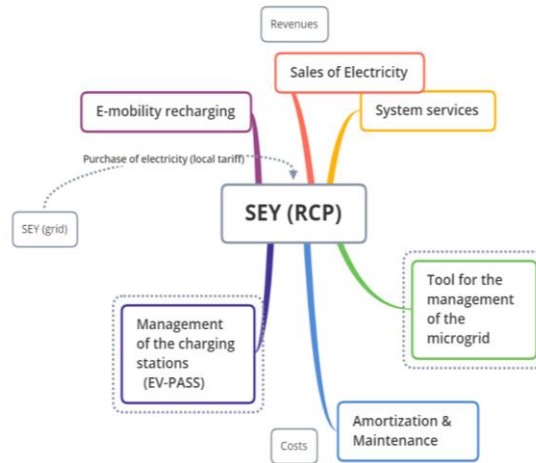 Revenues
Sales of Electricity
E-mobility recharging
System services
Purchase of electricity (local tariff)
SEY (RCP)
SEY (grid)
Tool for the
management
of the
microgrid
Management
of the charging
stations
(EV-PASS)
Amortization &
Maintenance
Costs